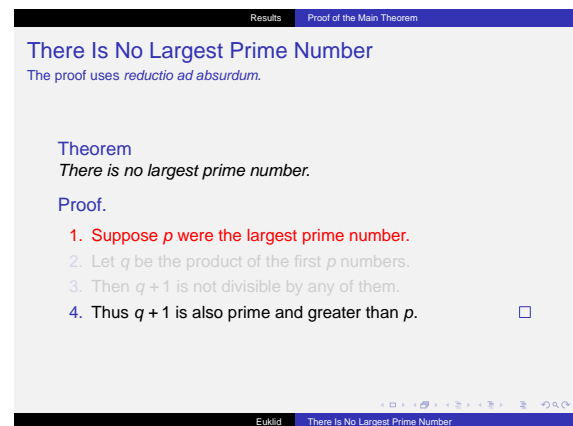 Results Proof of the Main Theorem
There Is No Largest Prime Number
The proof uses reductio ad absurdum.
Theorem
There is no largest prime number.
Proof.
1. Suppose p were the largest prime number.
2. Let q be the product of the first p numbers.
3. Then q + 1 is not divisible by any of them.
4. Thus q + 1 is also prime and greater than p.
Euklid There Is No Largest Prime Number